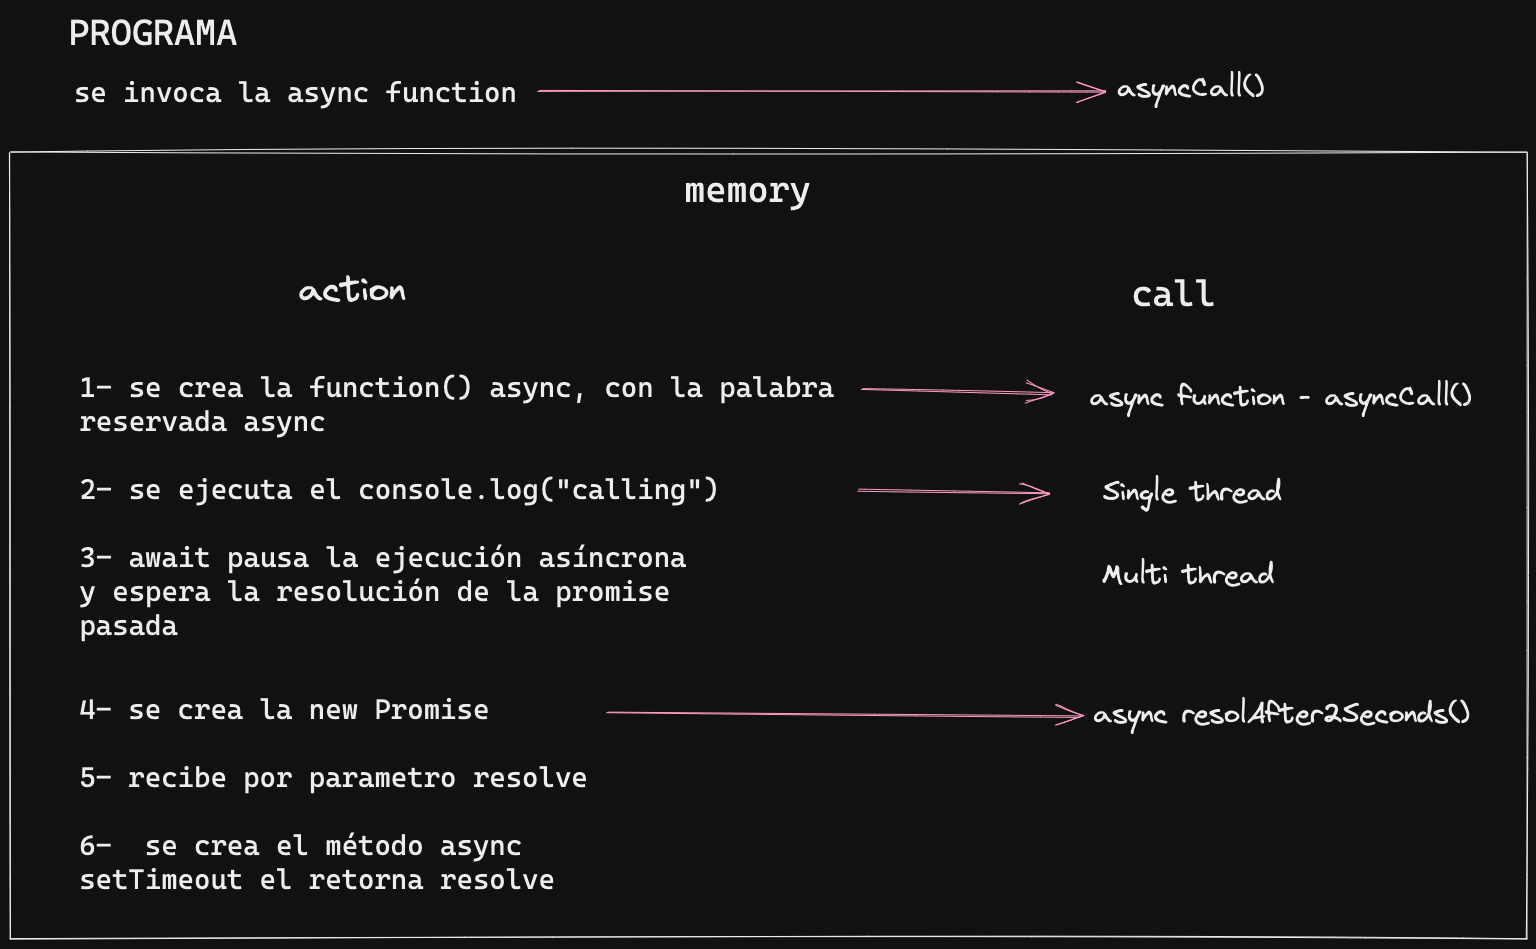 PROGRAMA
se invoca la async function
asyncCall()
memory
action
call
1- se crea la function() async, con la palabra
reservada async
async function - asyncCall()
2- se ejecuta el console.log("calling")
Single thread
3- await pausa la ejecución asíncrona
y espera la resolución de la promise
pasada
Multi thread
4- se crea la new Promise
async resolAfter2Seconds()
5- recibe por parametro resolve
6-  se crea el método async
setTimeout el retorna resolve